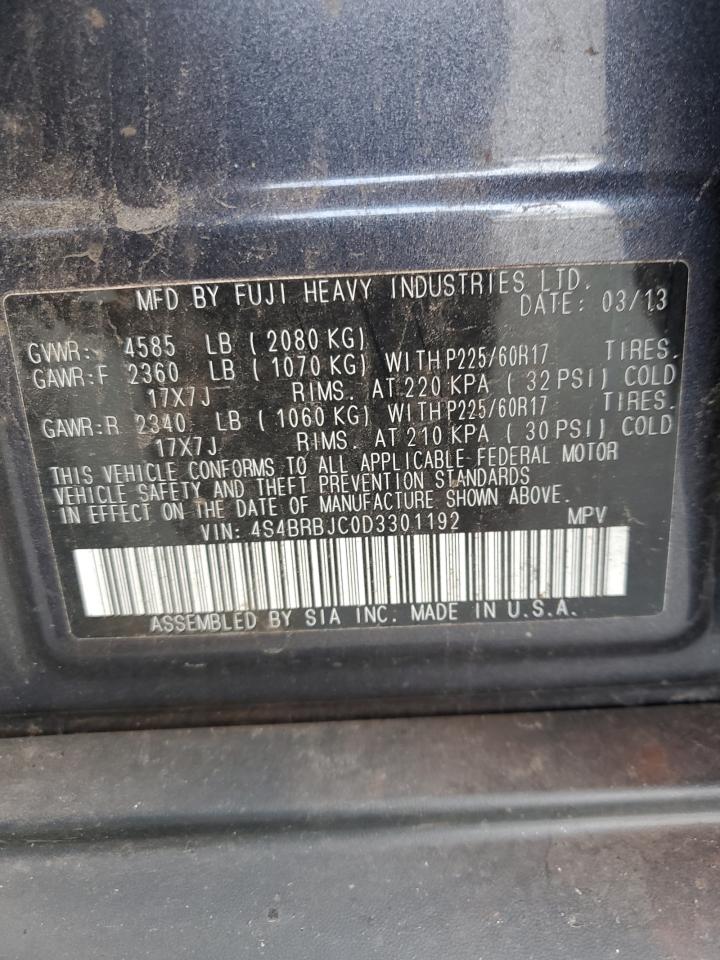 MFD BY FUJI HEAVY INDUSTRIES LTD.
DATE: 03/13
GVWR: 4585 LB ( 2080 KG)
GAWR:F 2360 LB ( 1070 KG) WITH P225/60R17 TIRES.
17X7J RIMS. AT 220 KPA ( 32 PSI) COLD
GAWR:R 2340 LB ( 1060 KG) WITH P225/60R17 TIRES.
17X7J RIMS. AT 210 KPA ( 30 PSI) COLD
THIS VEHICLE CONFORMS TO ALL APPLICABLE FEDERAL MOTOR
VEHICLE SAFETY AND THEFT PREVENTION STANDARDS
IN EFFECT ON THE DATE OF MANUFACTURE SHOWN ABOVE.
VIN: 4S4BRBJC0D3301192 MPV
ASSEMBLED BY SIA INC. MADE IN U.S.A.